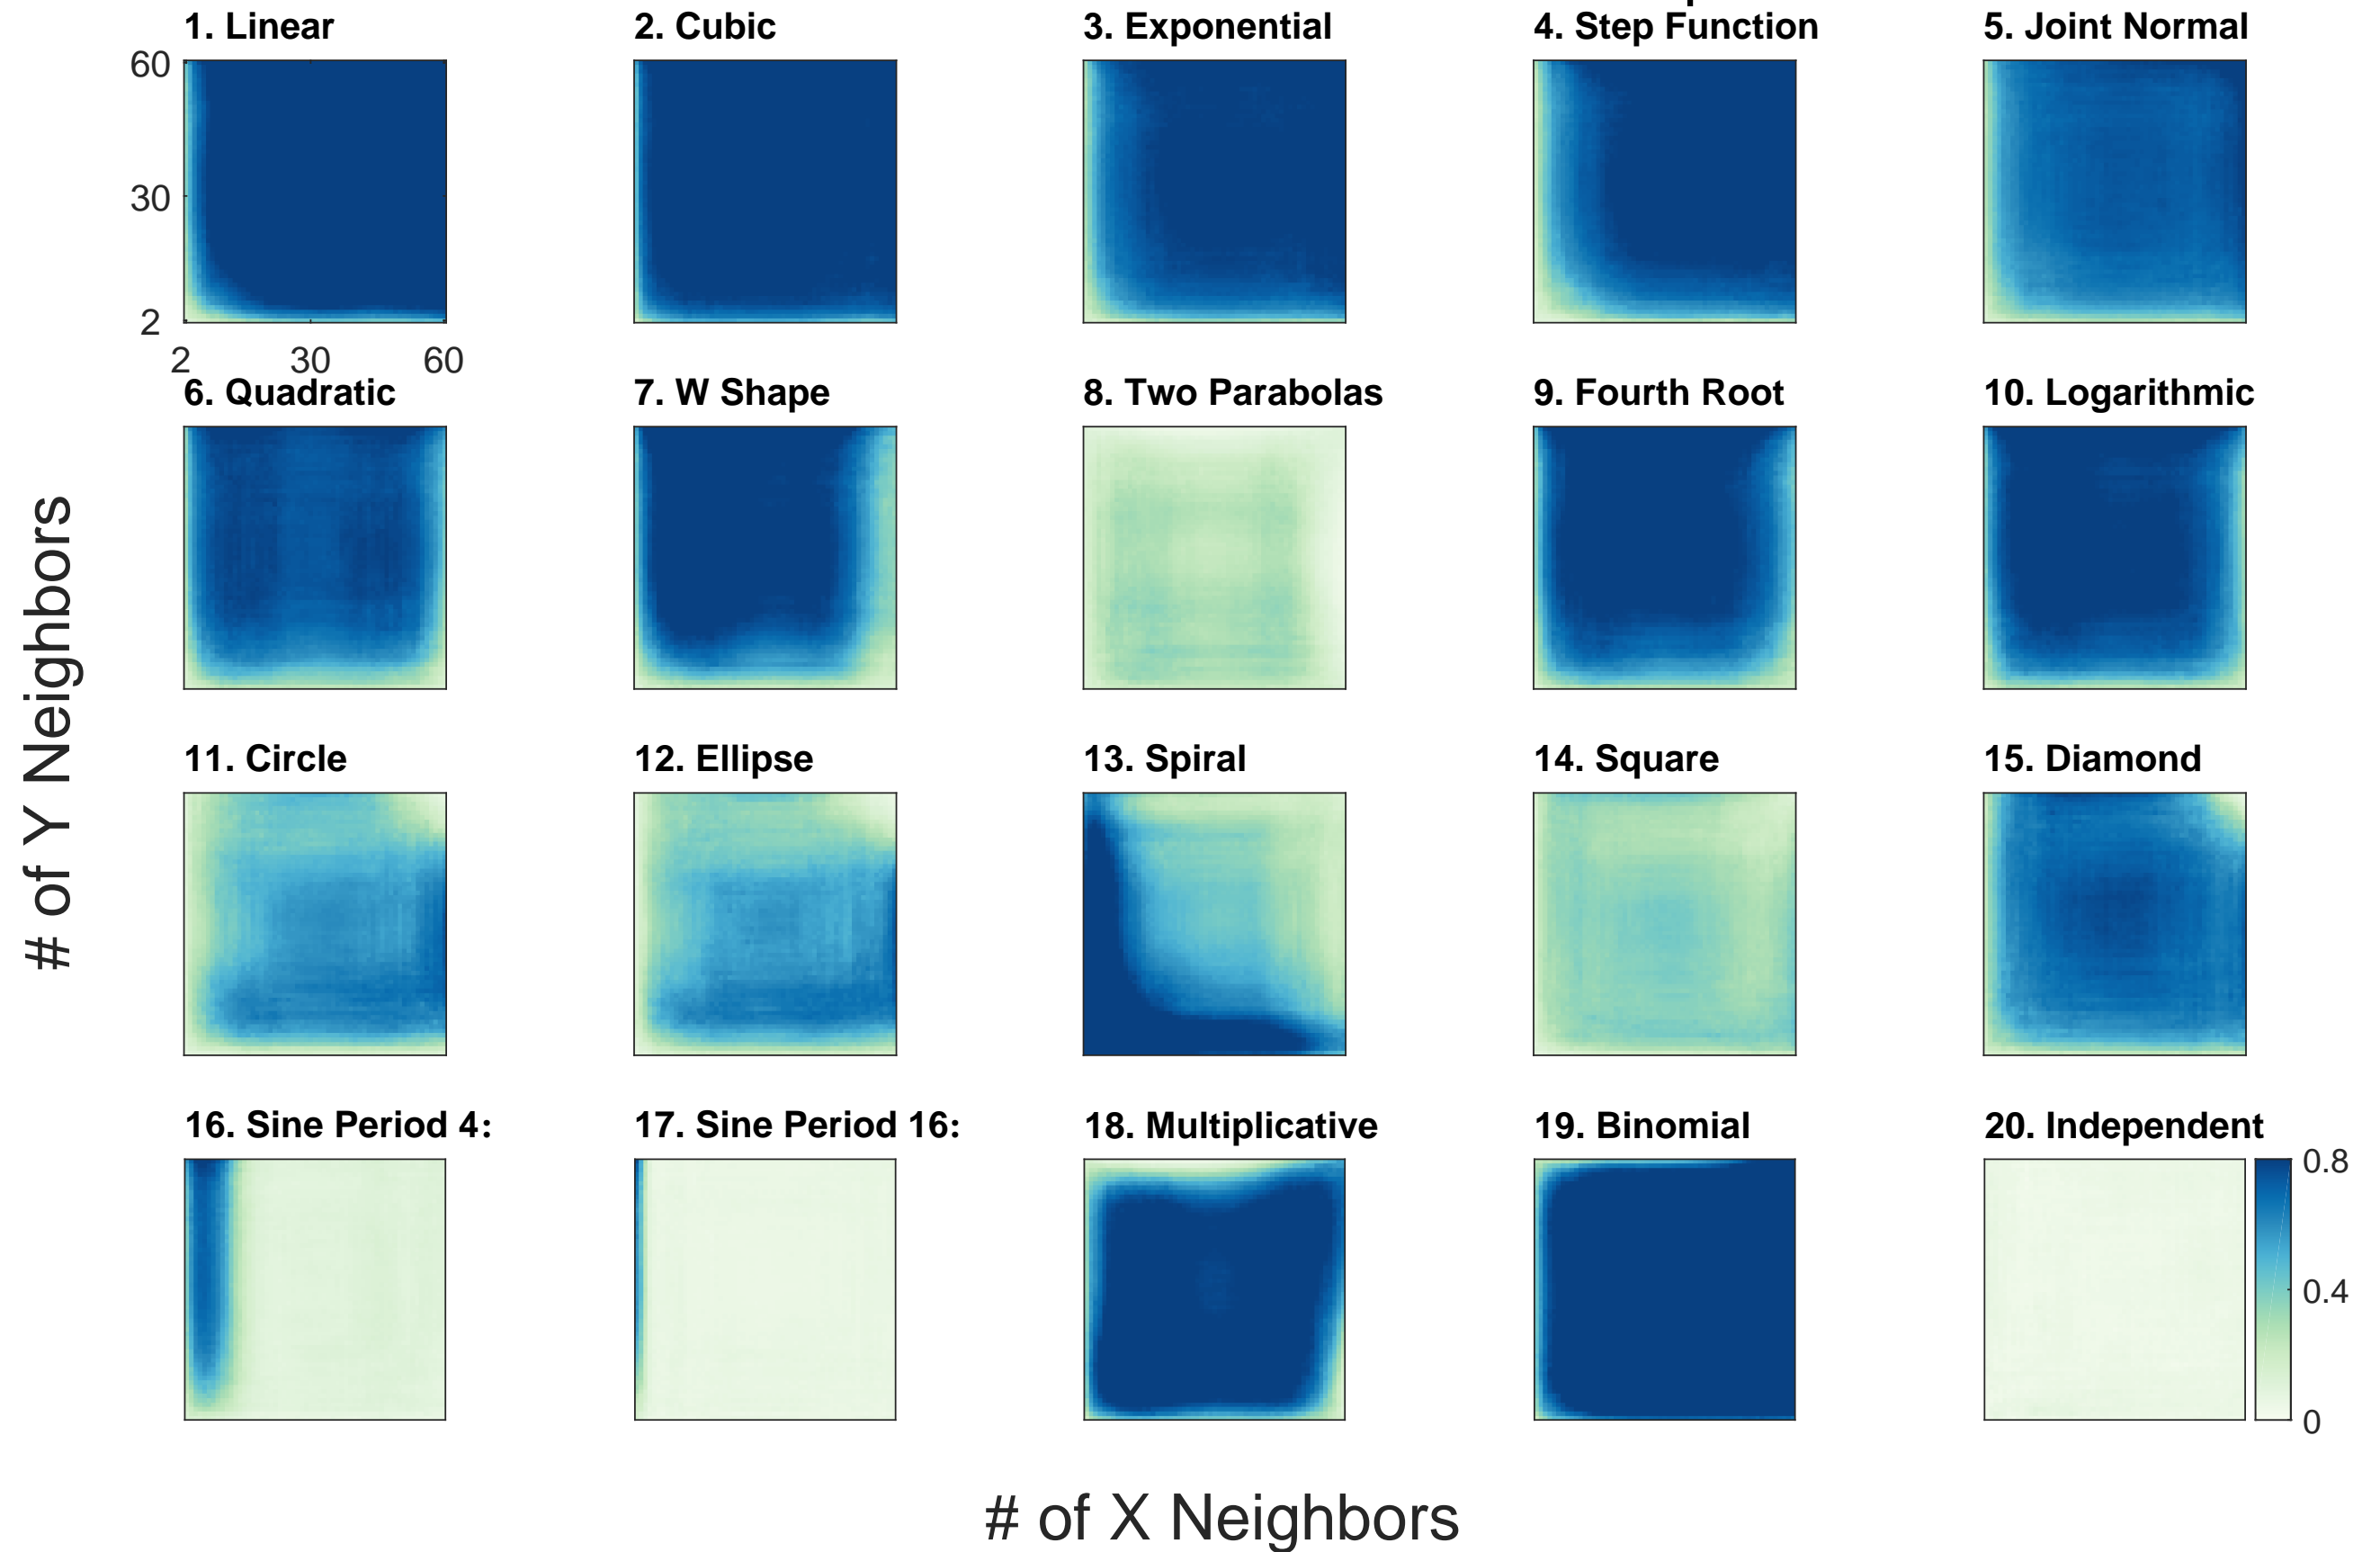 1. Linear
2. Cubic
3. Exponential
4. Step Function
5. Joint Normal
60
30
2
2 30 60
6. Quadratic
7. W Shape
8. Two Parabolas
9. Fourth Root
10. Logarithmic
# of Y Neighbors
11. Circle
12. Ellipse
13. Spiral
14. Square
15. Diamond
16. Sine Period 4:
17. Sine Period 16:
18. Multiplicative
19. Binomial
20. Independent
0.8
0.4
0
# of X Neighbors